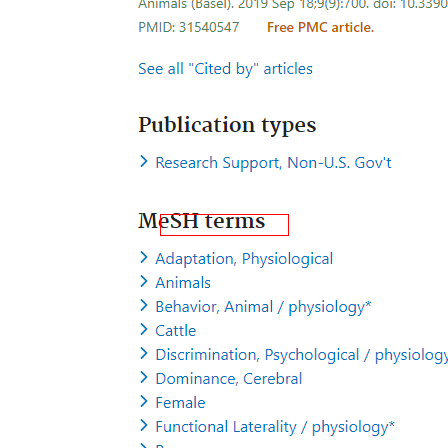 Animals (Basel). 2019 Sep 18;9(9):700. doi: 10.3390
PMID: 31540547 Free PMC article.
See all "Cited by" articles
Publication types
Research Support, Non-U.S. Gov't
MeSH terms
Adaptation, Physiological
Animals
Behavior, Animal / physiology*
Cattle
Discrimination, Psychological / physiology
Dominance, Cerebral
Female
Functional Laterality / physiology*